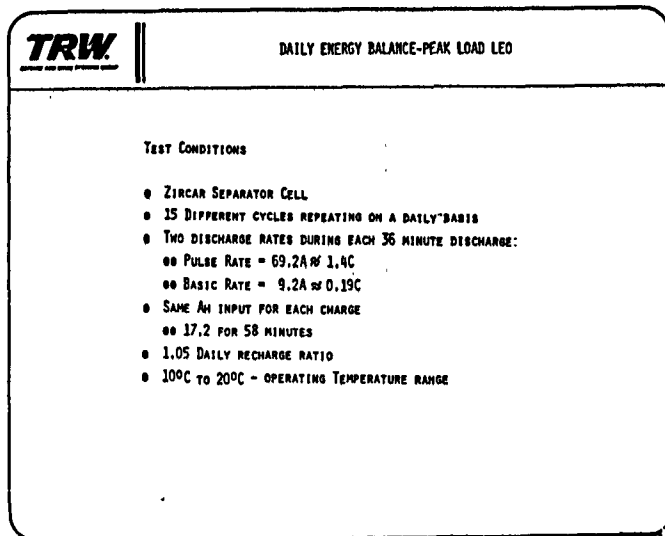 TRW.
DAILY ENERGY BALANCE-PEAK LOAD LEO
TEST CONDITIONS
● ZIRCAR SEPARATOR CELL
● 15 DIFFERENT CYCLES REPEATING ON A DAILY BASIS
● TWO DISCHARGE RATES DURING EACH 36 MINUTE DISCHARGE:
●● PULSE RATE = 69.2A ≈ 1.4C
●● BASIC RATE = 9.2A ≈ 0.19C
● SAME AH INPUT FOR EACH CHARGE
●● 17.2 FOR 58 MINUTES
● 1.05 DAILY RECHARGE RATIO
● 10ºC TO 20ºC - OPERATING TEMPERATURE RANGE